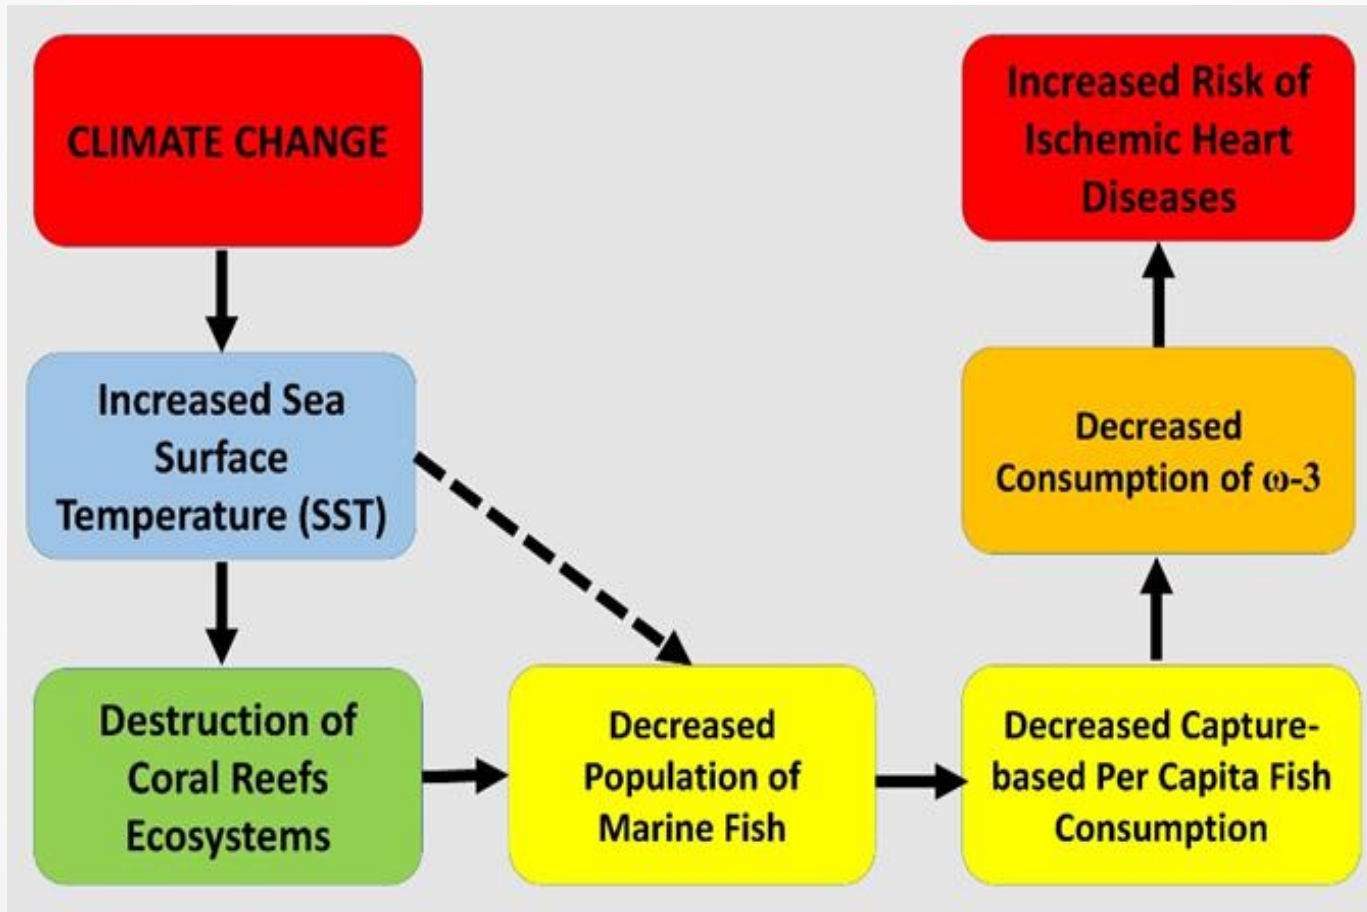 CLIMATE CHANGE
Increased Sea
Surface
Temperature (SST)
Destruction of
Coral Reefs
Ecosystems
Decreased
Population of
Marine Fish
Decreased Capture-
based Per Capita Fish
Consumption
Decreased
Consumption of ω-3
Increased Risk of
Ischemic Heart
Diseases